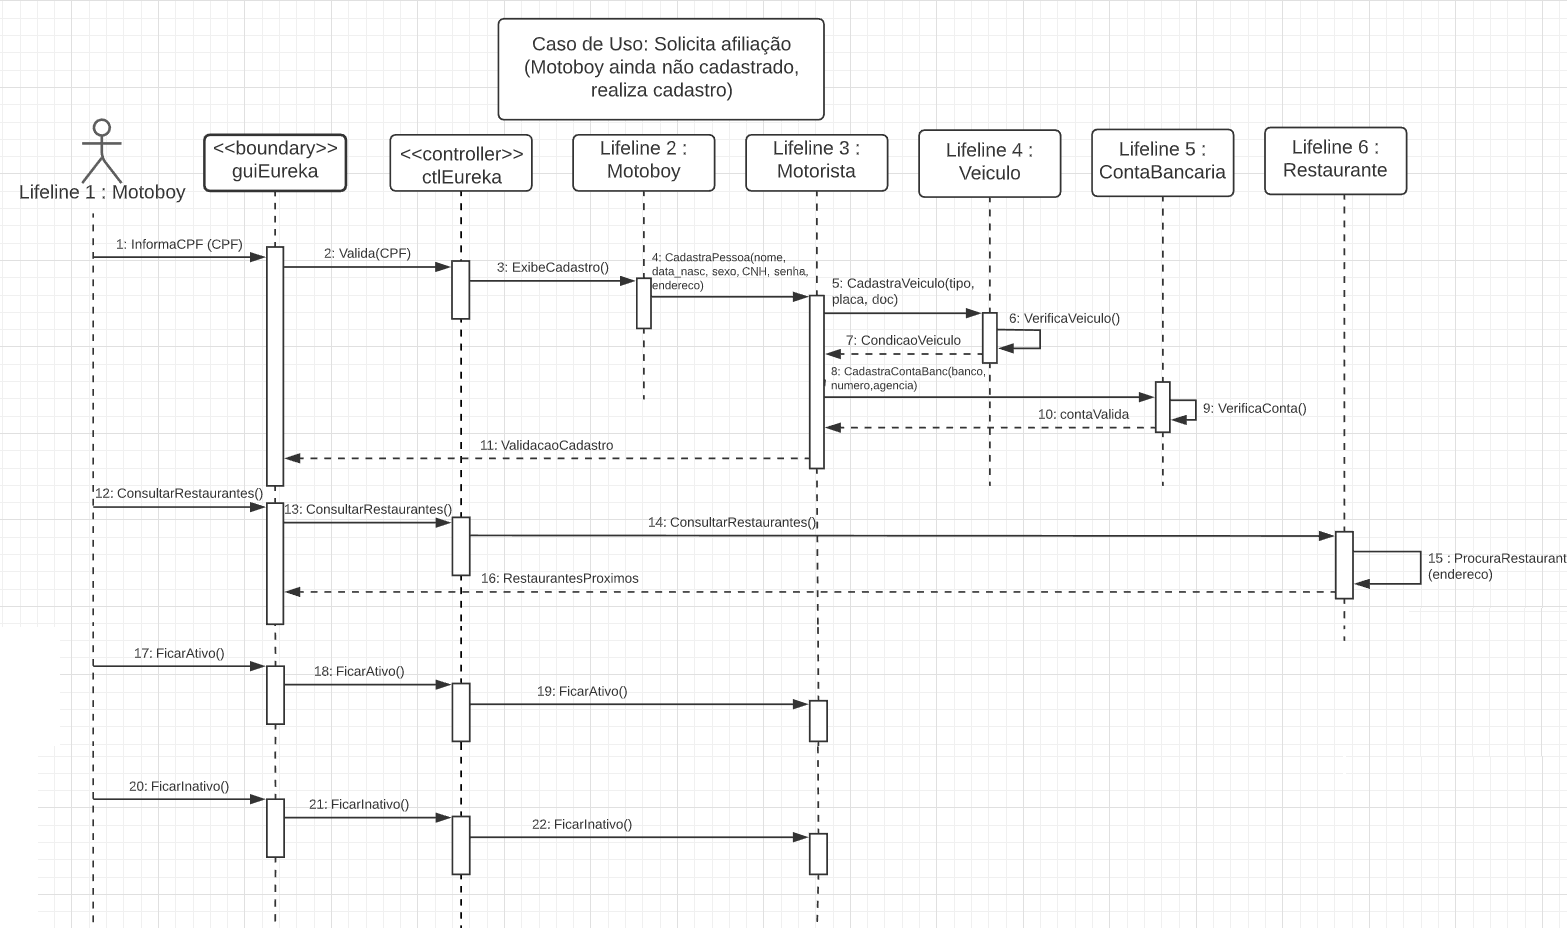 Caso de Uso: Solicita afiliação
(Motoboy ainda não cadastrado,
realiza cadastro)
Lifeline 1 : Motoboy
<<boundary>>
guiEureka
<<controller>>
ctlEureka
Lifeline 2 :
Motoboy
Lifeline 3 :
Motorista
Lifeline 4 :
Veiculo
Lifeline 5 :
ContaBancaria
Lifeline 6 :
Restaurante
1: InformaCPF (CPF)
2: Valida(CPF)
3: ExibeCadastro()
4: CadastraPessoa(nome,
data_nasc, sexo, CNH, senha,
endereco)
5: CadastraVeiculo(tipo,
placa, doc)
6: VerificaVeiculo()
7: CondicaoVeiculo
8: CadastraContaBanc(banco,
numero,agencia)
9: VerificaConta()
10: contaValida
11: ValidacaoCadastro
12: ConsultarRestaurantes()
13: ConsultarRestaurantes()
14: ConsultarRestaurantes()
15 : ProcuraRestaurant
(endereco)
16: RestaurantesProximos
17: FicarAtivo()
18: FicarAtivo()
19: FicarAtivo()
20: FicarInativo()
21: FicarInativo()
22: FicarInativo()